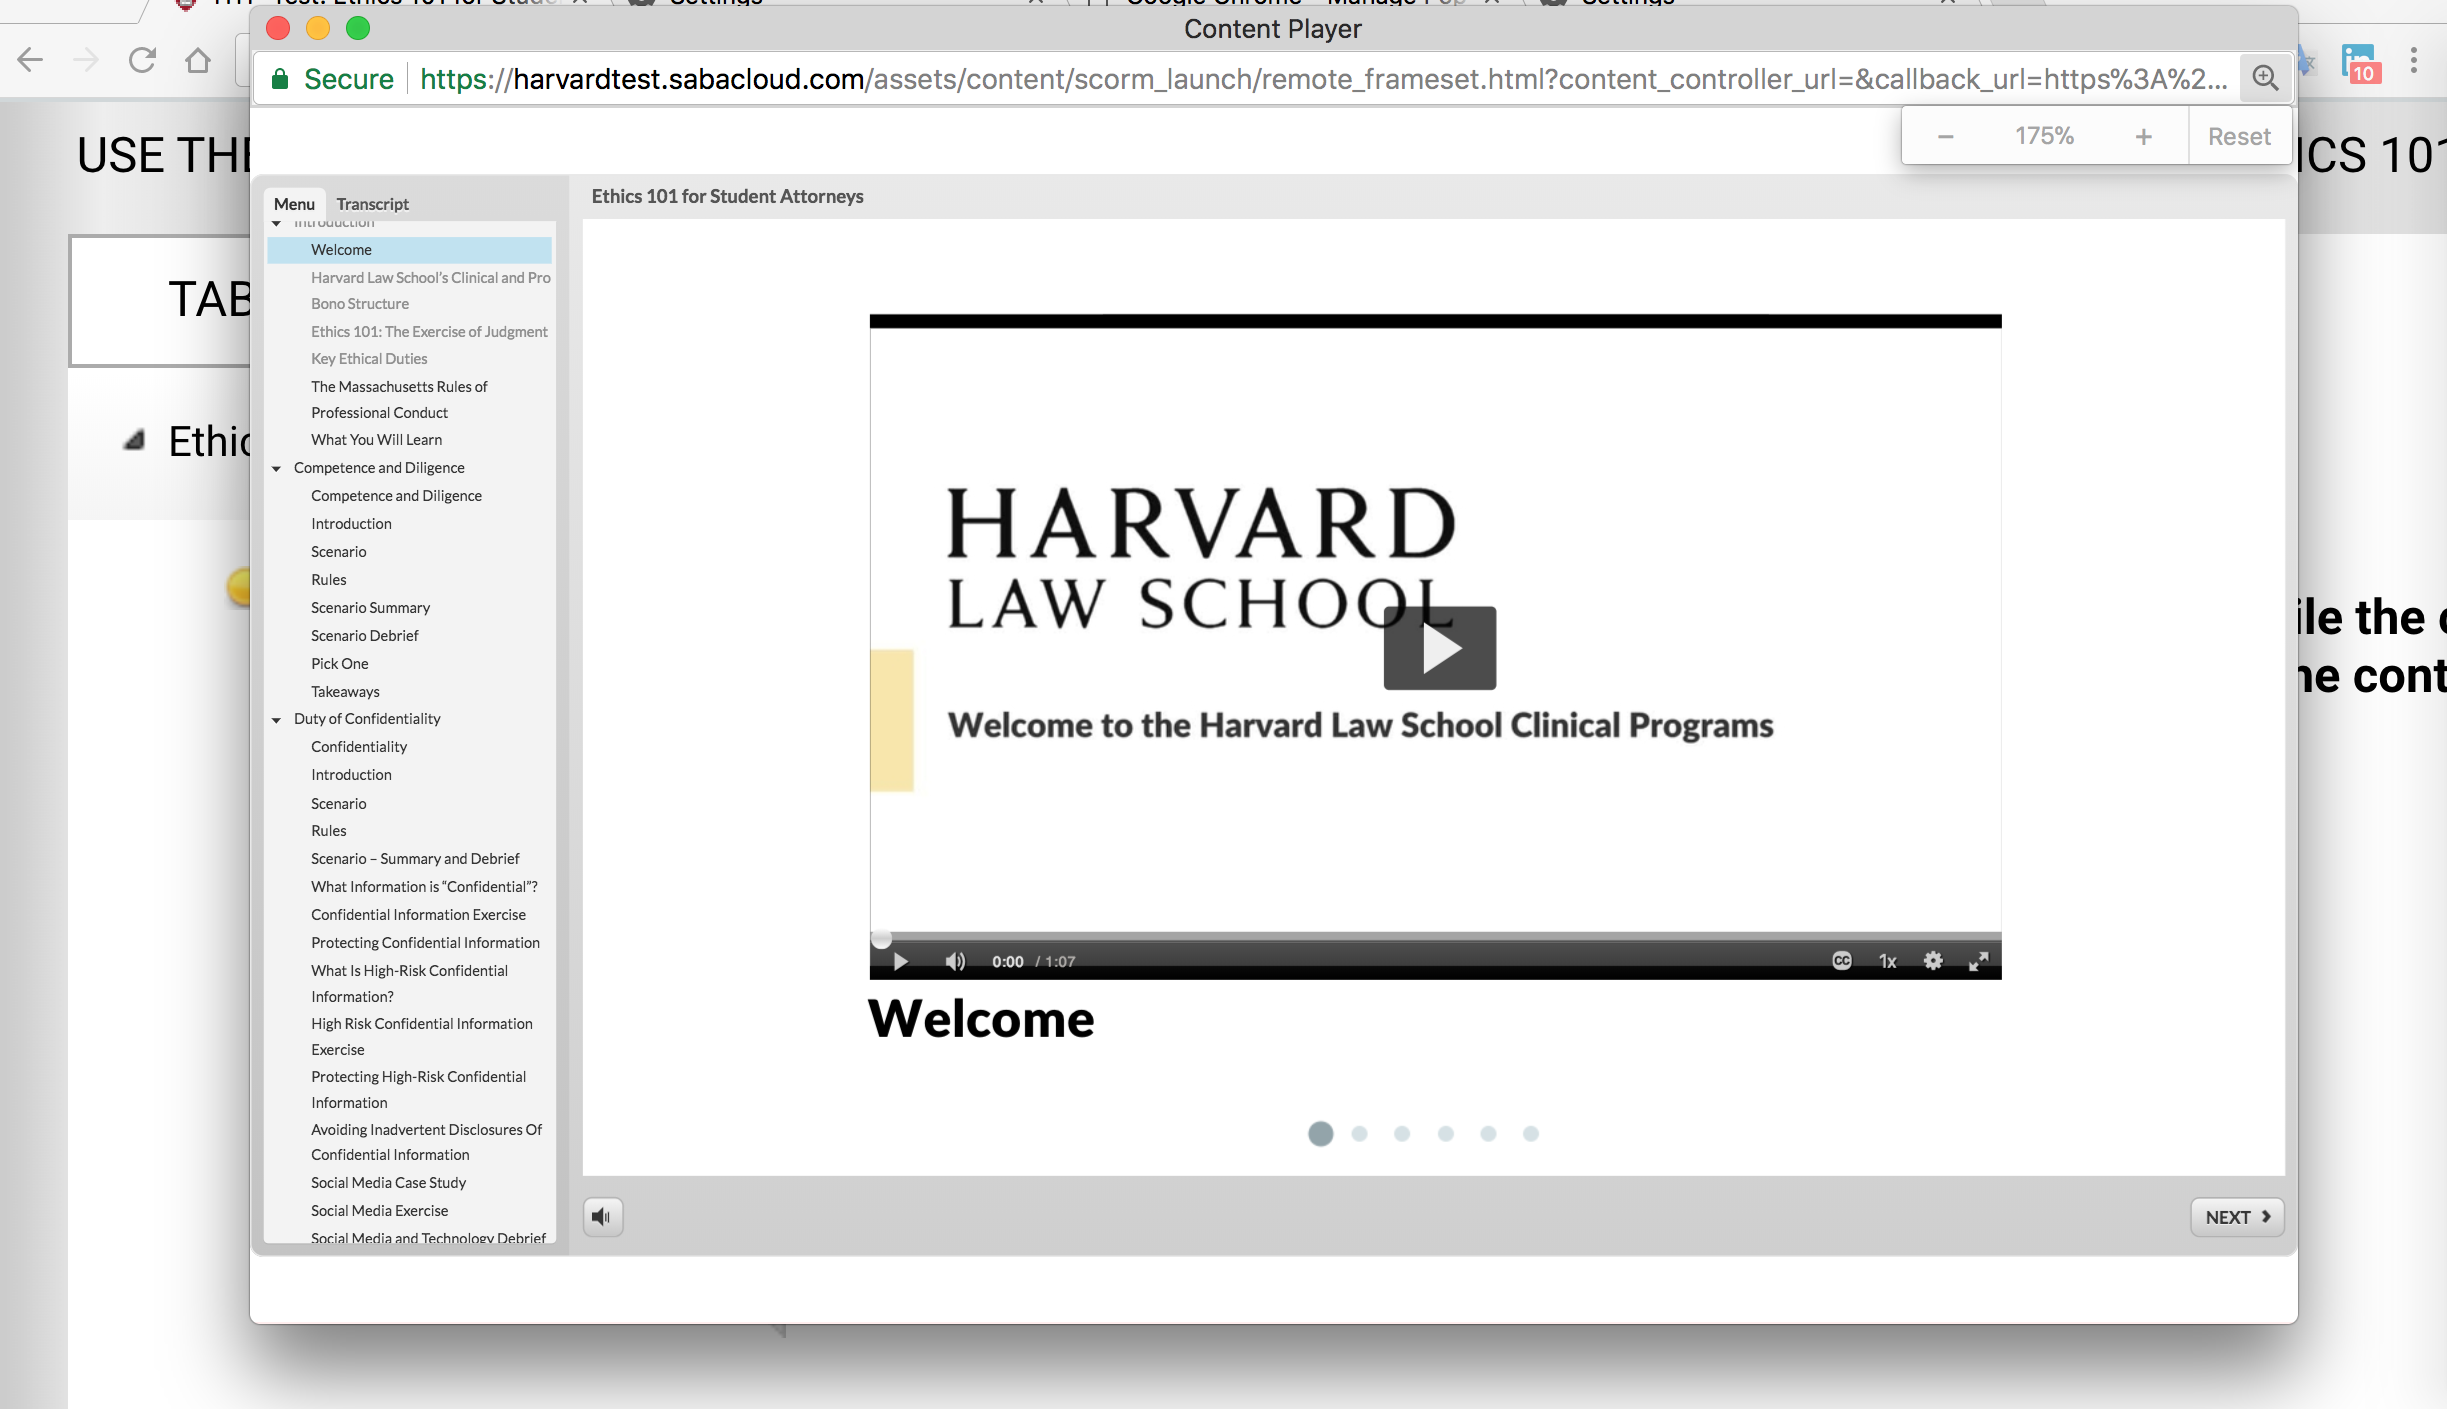 Content Player
Secure https://harvardtest.sabacloud.com/assets/content/scorm_launch/remote_frameset.html?content_controller_url=&callback_url=https%3A%2...
10
175%
Reset
USE THE
ICS 101
TAB
Ethic
ile the
cont
Menu
Transcript
Ethics 101 for Student Attorneys
Introduction
Welcome
Harvard Law School's Clinical and Pro
Bono Structure
Ethics 101: The Exercise of Judgment
Key Ethical Duties
The Massachusetts Rules of
Professional Conduct
What You Will Learn
Competence and Diligence
Competence and Diligence
Introduction
Scenario
Rules
Scenario Summary
Scenario Debrief
Pick One
Takeaways
Duty of Confidentiality
Confidentiality
Introduction
Scenario
Rules
Scenario – Summary and Debrief
What Information is “Confidential”?
Confidential Information Exercise
Protecting Confidential Information
What Is High-Risk Confidential
Information?
High Risk Confidential Information
Exercise
Protecting High-Risk Confidential
Information
Avoiding Inadvertent Disclosures Of
Confidential Information
Social Media Case Study
Social Media Exercise
Social Media and Technology Debrief
HARVARD
LAW SCHOOL
Welcome to the Harvard Law School Clinical Programs
0:00 / 1:07
CC
1x
Welcome
NEXT